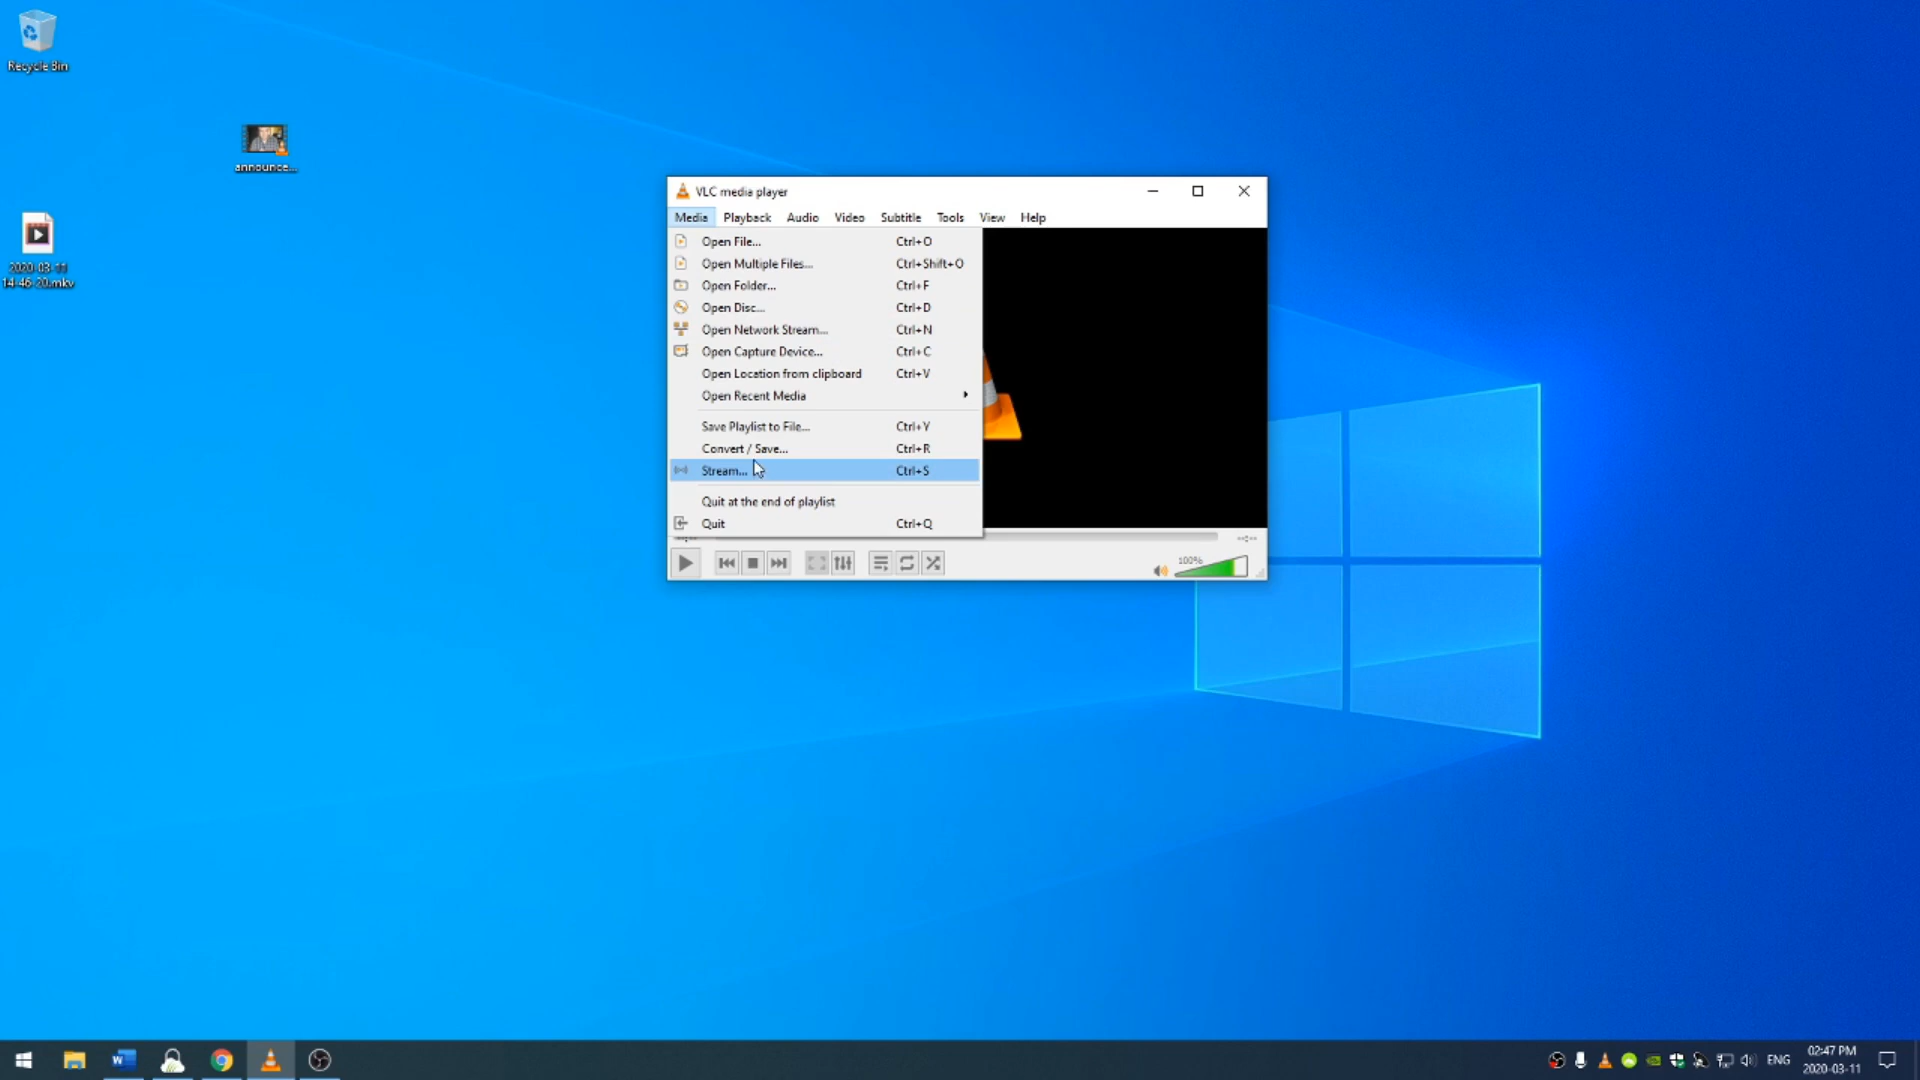 Recycle Bin
announce...
2020-03-11
14-46-20.mkv
VLC media player
Media Playback Audio Video Subtitle Tools View Help
Open File... Ctrl+O
Open Multiple Files... Ctrl+Shift+O
Open Folder... Ctrl+F
Open Disc... Ctrl+D
Open Network Stream... Ctrl+N
Open Capture Device... Ctrl+C
Open Location from clipboard Ctrl+V
Open Recent Media
Save Playlist to File... Ctrl+Y
Convert / Save... Ctrl+R
Stream... Ctrl+S
Quit at the end of playlist
Quit Ctrl+Q
--:--
100%
W
ENG
02:47 PM
2020-03-11